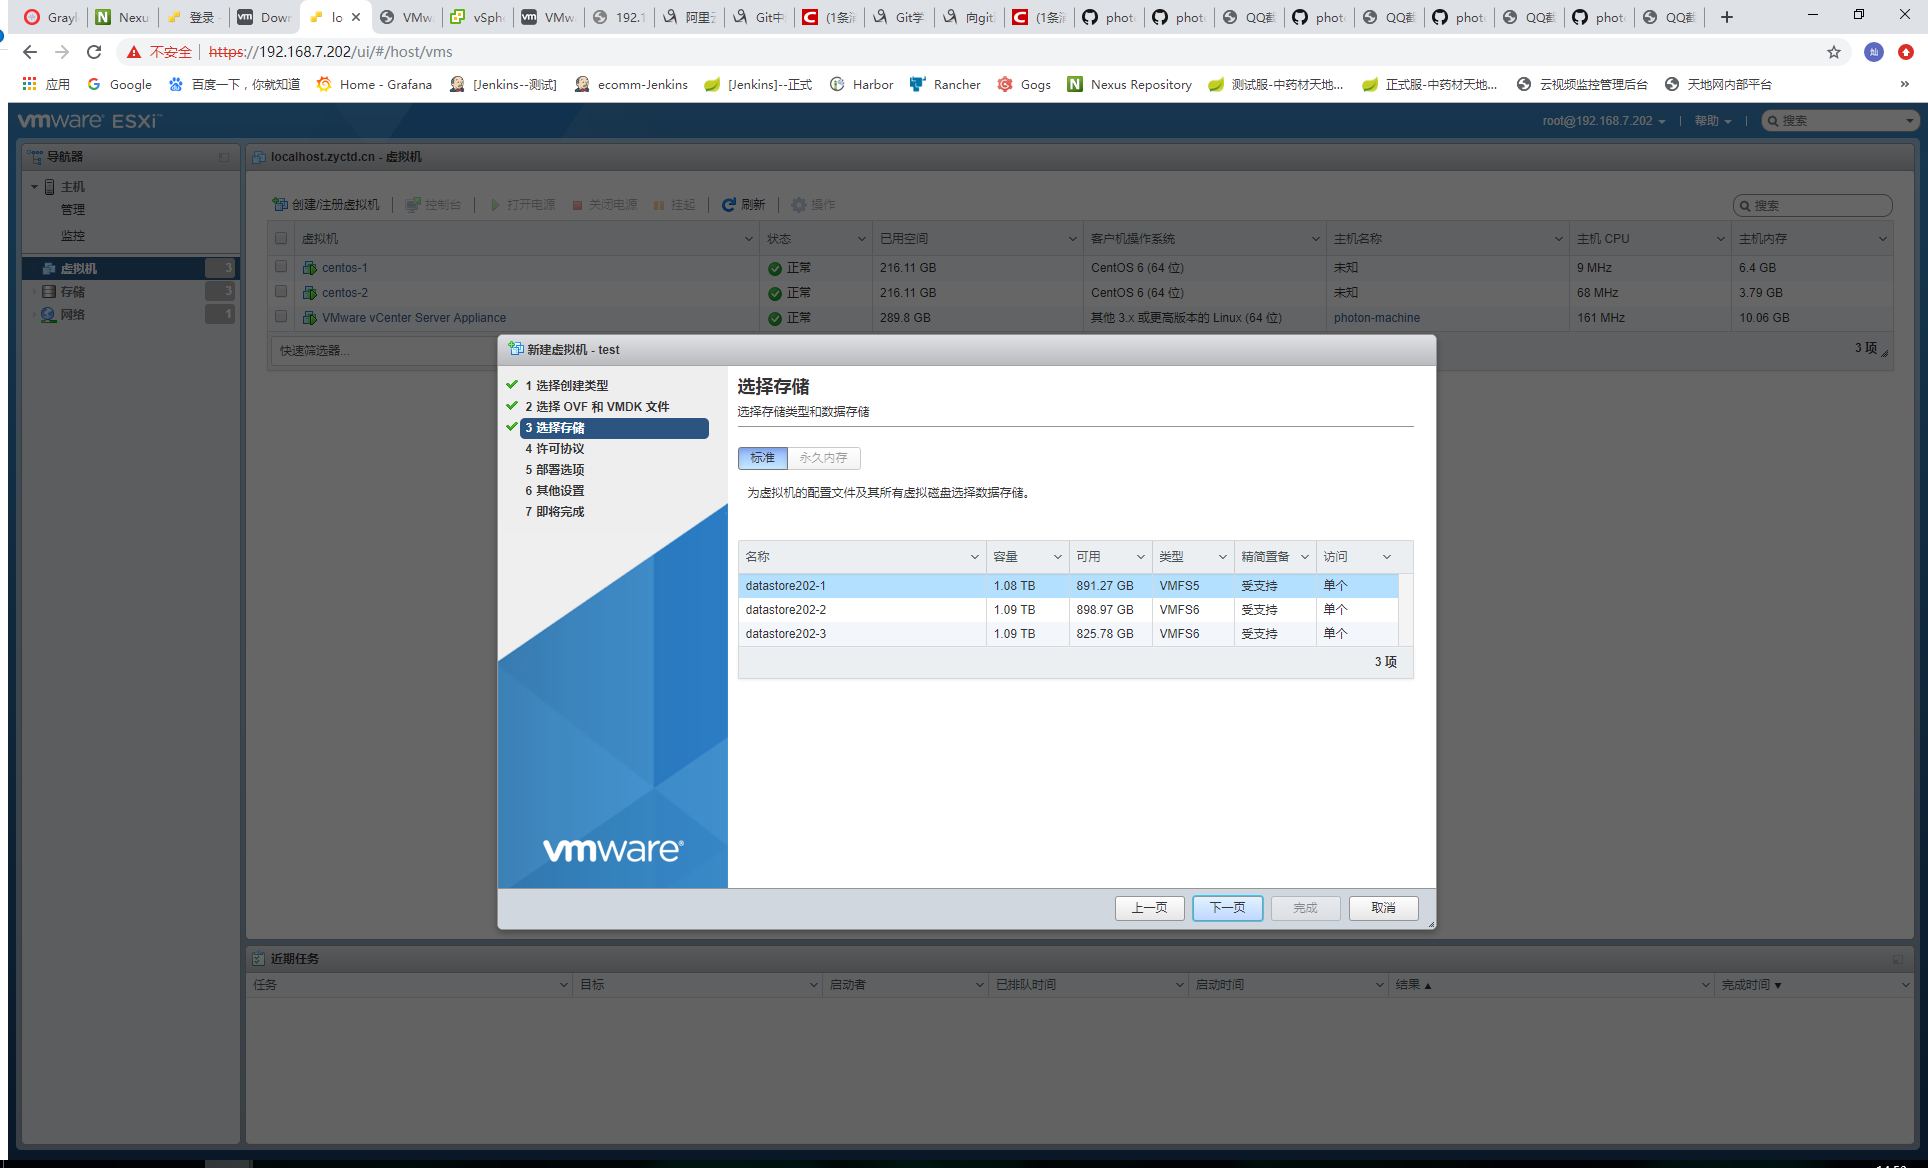 Grayl
Nexu
登录
Down
lo
VMwa
vSphe
VMwa
192.1
阿里云
Git中
(1条消
Git学
向git
(1条消
photo
photo
QQ截
photo
QQ截
photo
QQ截
photo
QQ截
不安全 https://192.168.7.202/ui/#/host/vms
应用 Google 百度一下，你就知道 Home - Grafana [Jenkins--测试] ecomm-Jenkins [Jenkins]--正式 Harbor Rancher Gogs Nexus Repository 测试服-中药材天地... 正式服-中药材天地... 云视频监控管理后台 天地网内部平台 »
vmware ESXi root@192.168.7.202 帮助 搜索
导航器
主机
管理
监控
虚拟机 3
存储 3
网络 1
localhost.zyctd.cn - 虚拟机
创建/注册虚拟机 控制台 打开电源 关闭电源 挂起 刷新 操作 搜索
虚拟机 状态 已用空间 客户机操作系统 主机名称 主机 CPU 主机内存
centos-1 正常 216.11 GB CentOS 6 (64 位) 未知 9 MHz 6.4 GB
centos-2 正常 216.11 GB CentOS 6 (64 位) 未知 68 MHz 3.79 GB
VMware vCenter Server Appliance 正常 289.8 GB 其他 3.x 或更高版本的 Linux (64 位) photon-machine 161 MHz 10.06 GB
快速筛选器... 3 项
新建虚拟机 - test
1 选择创建类型
2 选择 OVF 和 VMDK 文件
3 选择存储
4 许可协议
5 部署选项
6 其他设置
7 即将完成
vmware
选择存储
选择存储类型和数据存储
标准 永久内存
为虚拟机的配置文件及其所有虚拟磁盘选择数据存储。
名称 容量 可用 类型 精简置备 访问
datastore202-1 1.08 TB 891.27 GB VMFS5 受支持 单个
datastore202-2 1.09 TB 898.97 GB VMFS6 受支持 单个
datastore202-3 1.09 TB 825.78 GB VMFS6 受支持 单个
3 项
上一页 下一页 完成 取消
近期任务
任务 目标 启动者 已排队时间 启动时间 结果 ▲ 完成时间 ▼